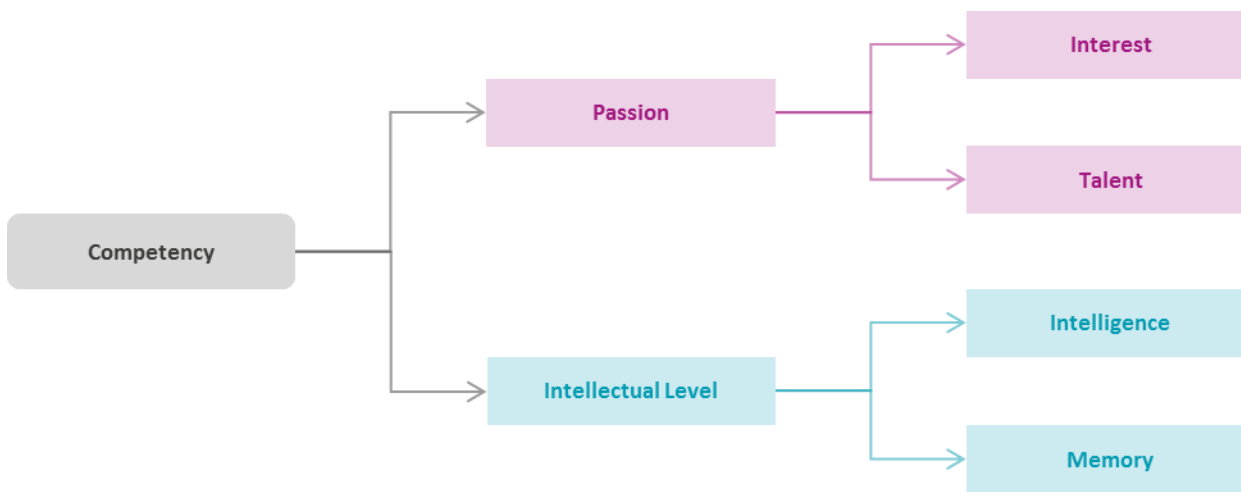 Interest
Passion
Talent
Competency
Intelligence
Intellectual Level
Memory